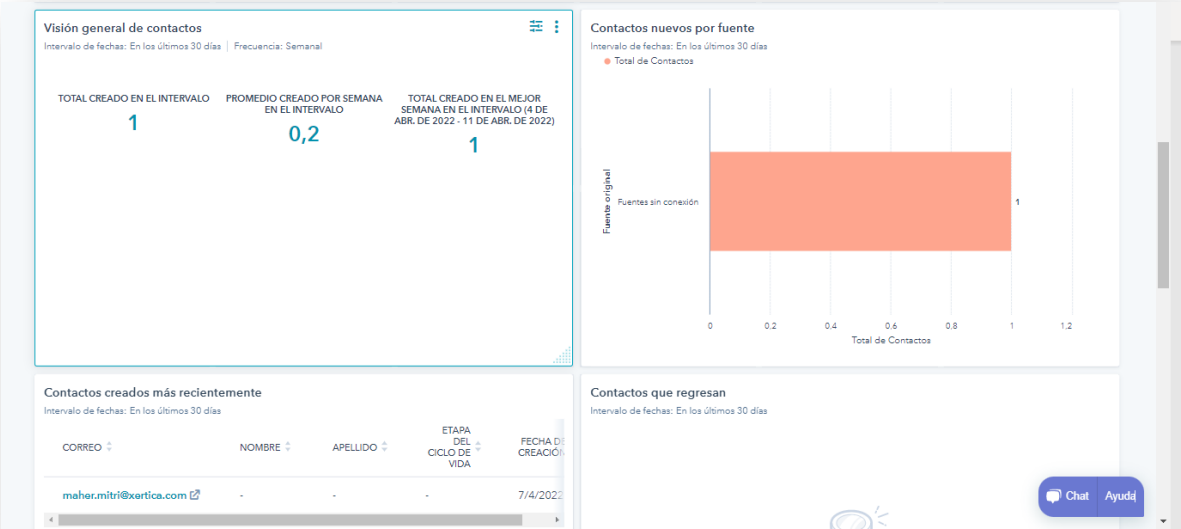 Visión general de contactos
Intervalo de fechas: En los últimos 30 días | Frecuencia: Semanal
TOTAL CREADO EN EL INTERVALO
1
PROMEDIO CREADO POR SEMANA
EN EL INTERVALO
0,2
TOTAL CREADO EN EL MEJOR
SEMANA EN EL INTERVALO (4 DE
ABR. DE 2022 - 11 DE ABR. DE 2022)
1
Contactos nuevos por fuente
Intervalo de fechas: En los últimos 30 días
Total de Contactos
Fuente original
Fuentes sin conexión
1
0 0,2 0,4 0,6 0,8 1 1,2
Total de Contactos
Contactos creados más recientemente
Intervalo de fechas: En los últimos 30 días
CORREO
NOMBRE
APELLIDO
ETAPA
DEL
CICLO DE
VIDA
FECHA DE
CREACIÓN
maher.mitri@xertica.com - - - 7/4/2022
Contactos que regresan
Intervalo de fechas: En los últimos 30 días
Chat
Ayuda